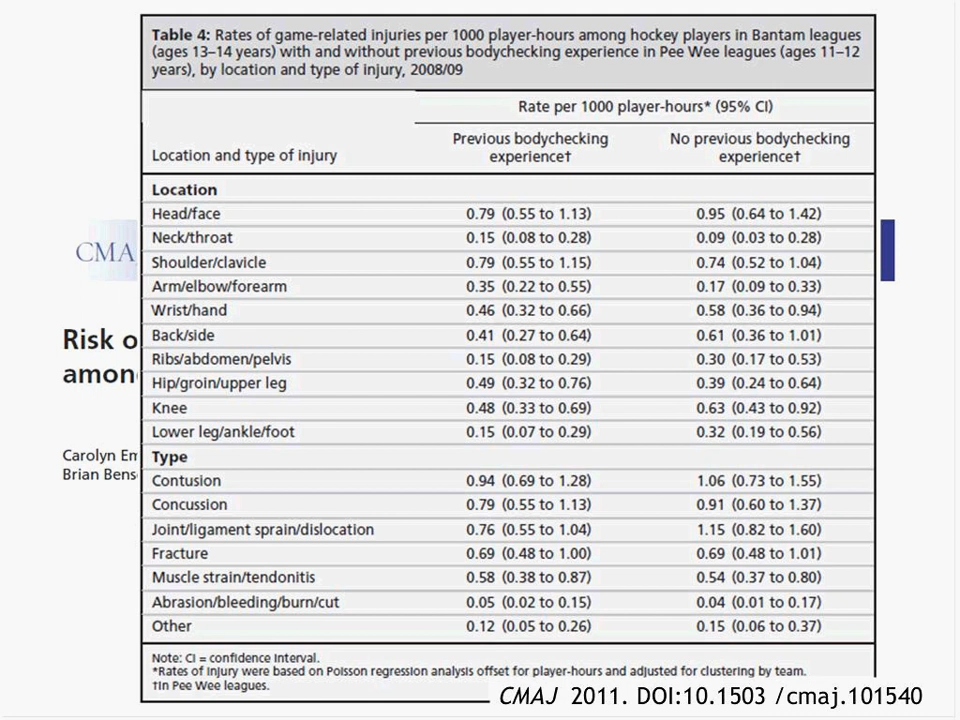 Table 4: Rates of game-related injuries per 1000 player-hours among hockey players in Bantam leagues
(ages 13–14 years) with and without previous bodychecking experience in Pee Wee leagues (ages 11–12
years), by location and type of injury, 2008/09
Rate per 1000 player-hours* (95% CI)
Location and type of injury Previous bodychecking experience† No previous bodychecking experience†
Location
Head/face 0.79 (0.55 to 1.13) 0.95 (0.64 to 1.42)
Neck/throat 0.15 (0.08 to 0.28) 0.09 (0.03 to 0.28)
CMA
Shoulder/clavicle 0.79 (0.55 to 1.15) 0.74 (0.52 to 1.04)
Arm/elbow/forearm 0.35 (0.22 to 0.55) 0.17 (0.09 to 0.33)
Wrist/hand 0.46 (0.32 to 0.66) 0.58 (0.36 to 0.94)
Risk o
Back/side 0.41 (0.27 to 0.64) 0.61 (0.36 to 1.01)
Ribs/abdomen/pelvis 0.15 (0.08 to 0.29) 0.30 (0.17 to 0.53)
among
Hip/groin/upper leg 0.49 (0.32 to 0.76) 0.39 (0.24 to 0.64)
Knee 0.48 (0.33 to 0.69) 0.63 (0.43 to 0.92)
Lower leg/ankle/foot 0.15 (0.07 to 0.29) 0.32 (0.19 to 0.56)
Carolyn Em
Type
Brian Bens
Contusion 0.94 (0.69 to 1.28) 1.06 (0.73 to 1.55)
Concussion 0.79 (0.55 to 1.13) 0.91 (0.60 to 1.37)
Joint/ligament sprain/dislocation 0.76 (0.55 to 1.04) 1.15 (0.82 to 1.60)
Fracture 0.69 (0.48 to 1.00) 0.69 (0.48 to 1.01)
Muscle strain/tendonitis 0.58 (0.38 to 0.87) 0.54 (0.37 to 0.80)
Abrasion/bleeding/burn/cut 0.05 (0.02 to 0.15) 0.04 (0.01 to 0.17)
Other 0.12 (0.05 to 0.26) 0.15 (0.06 to 0.37)
Note: CI = confidence interval.
*Rates of injury were based on Poisson regression analysis offset for player-hours and adjusted for clustering by team.
†In Pee Wee leagues.
CMAJ 2011. DOI:10.1503 /cmaj.101540